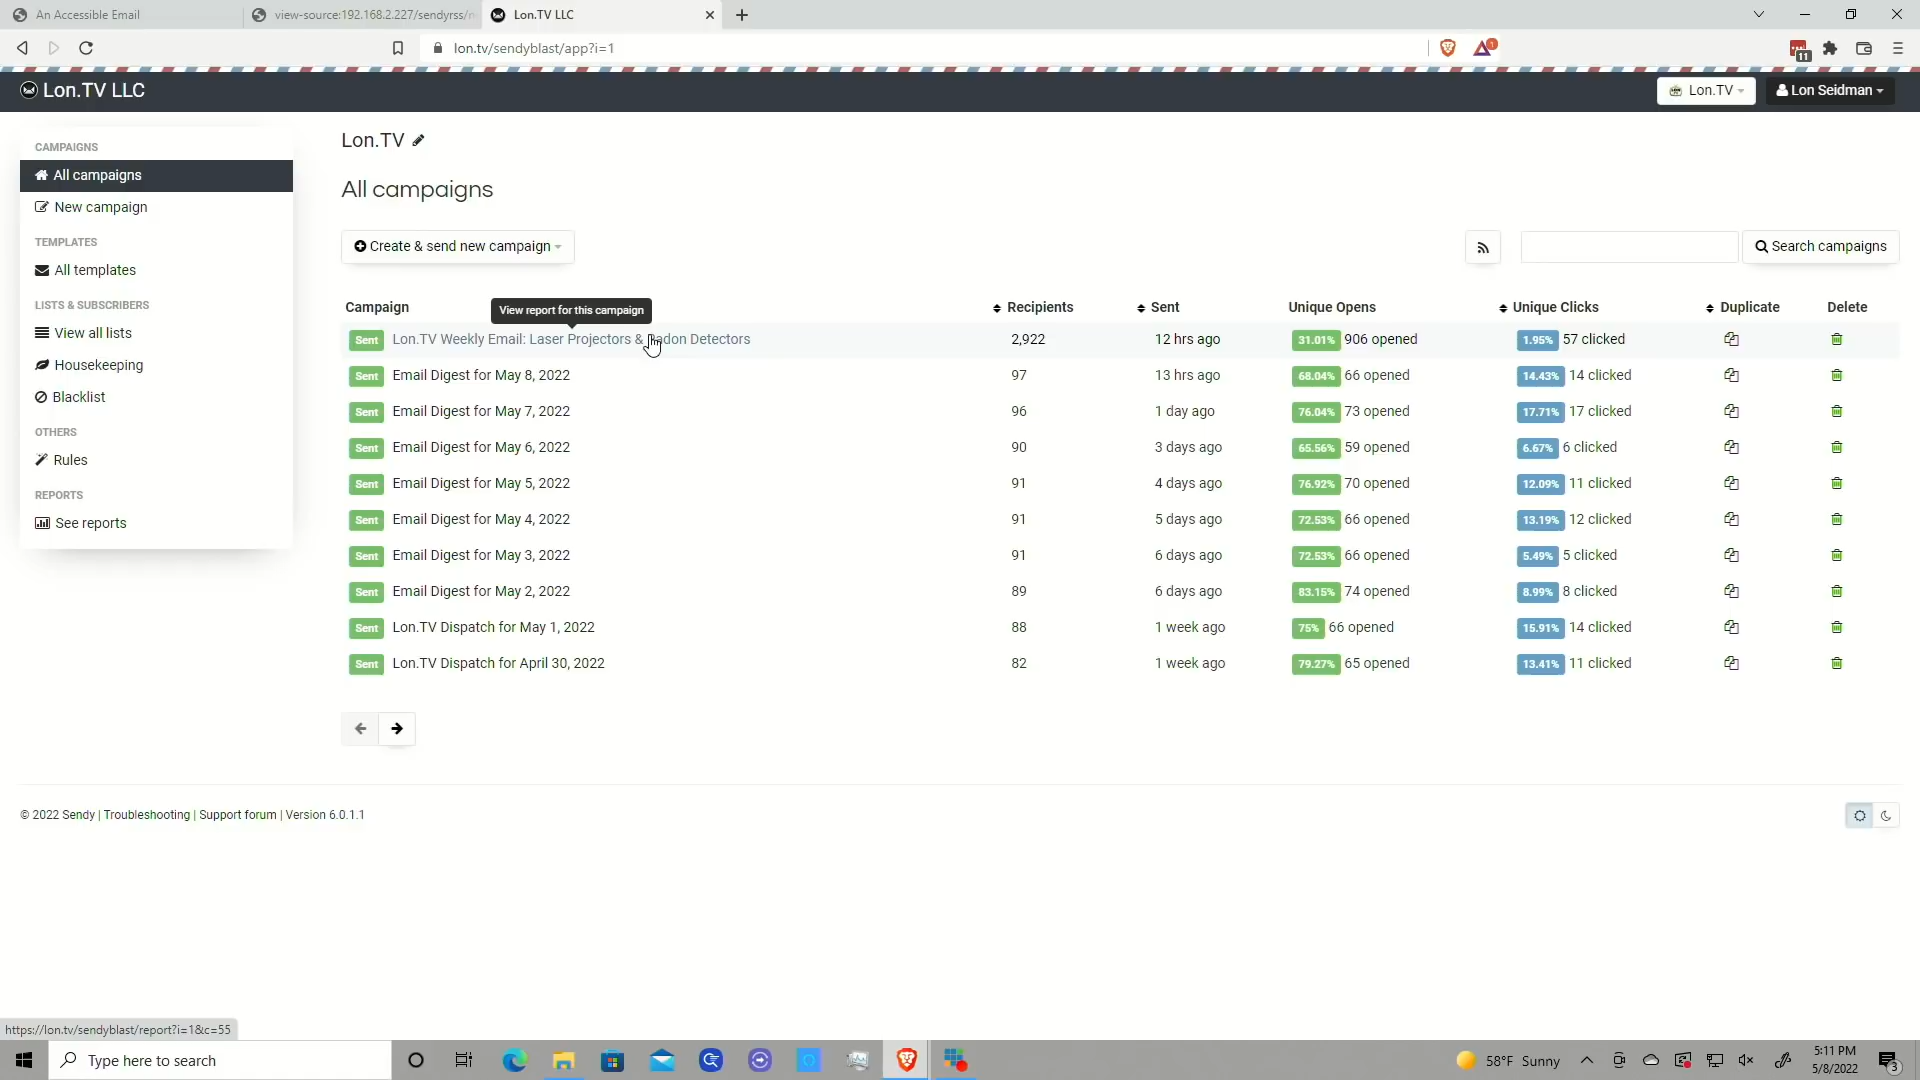 An Accessible Email
view-source:192.168.2.227/sendyrss/
Lon.TV LLC
lon.tv/sendyblast/app?i=1
1
11
Lon.TV LLC
Lon.TV
Lon Seidman
CAMPAIGNS
All campaigns
New campaign
TEMPLATES
All templates
LISTS & SUBSCRIBERS
View all lists
Housekeeping
Blacklist
OTHERS
Rules
REPORTS
See reports
Lon.TV
All campaigns
Create & send new campaign
Search campaigns
View report for this campaign
Campaign Recipients Sent Unique Opens Unique Clicks Duplicate Delete
Sent Lon.TV Weekly Email: Laser Projectors & Radon Detectors 2,922 12 hrs ago 31.01% 906 opened 1.95% 57 clicked
Sent Email Digest for May 8, 2022 97 13 hrs ago 68.04% 66 opened 14.43% 14 clicked
Sent Email Digest for May 7, 2022 96 1 day ago 76.04% 73 opened 17.71% 17 clicked
Sent Email Digest for May 6, 2022 90 3 days ago 65.56% 59 opened 6.67% 6 clicked
Sent Email Digest for May 5, 2022 91 4 days ago 76.92% 70 opened 12.09% 11 clicked
Sent Email Digest for May 4, 2022 91 5 days ago 72.53% 66 opened 13.19% 12 clicked
Sent Email Digest for May 3, 2022 91 6 days ago 72.53% 66 opened 5.49% 5 clicked
Sent Email Digest for May 2, 2022 89 6 days ago 83.15% 74 opened 8.99% 8 clicked
Sent Lon.TV Dispatch for May 1, 2022 88 1 week ago 75% 66 opened 15.91% 14 clicked
Sent Lon.TV Dispatch for April 30, 2022 82 1 week ago 79.27% 65 opened 13.41% 11 clicked
© 2022 Sendy | Troubleshooting | Support forum | Version 6.0.1.1
https://lon.tv/sendyblast/report?i=1&c=55
Type here to search
58°F Sunny
5:11 PM
5/8/2022
3